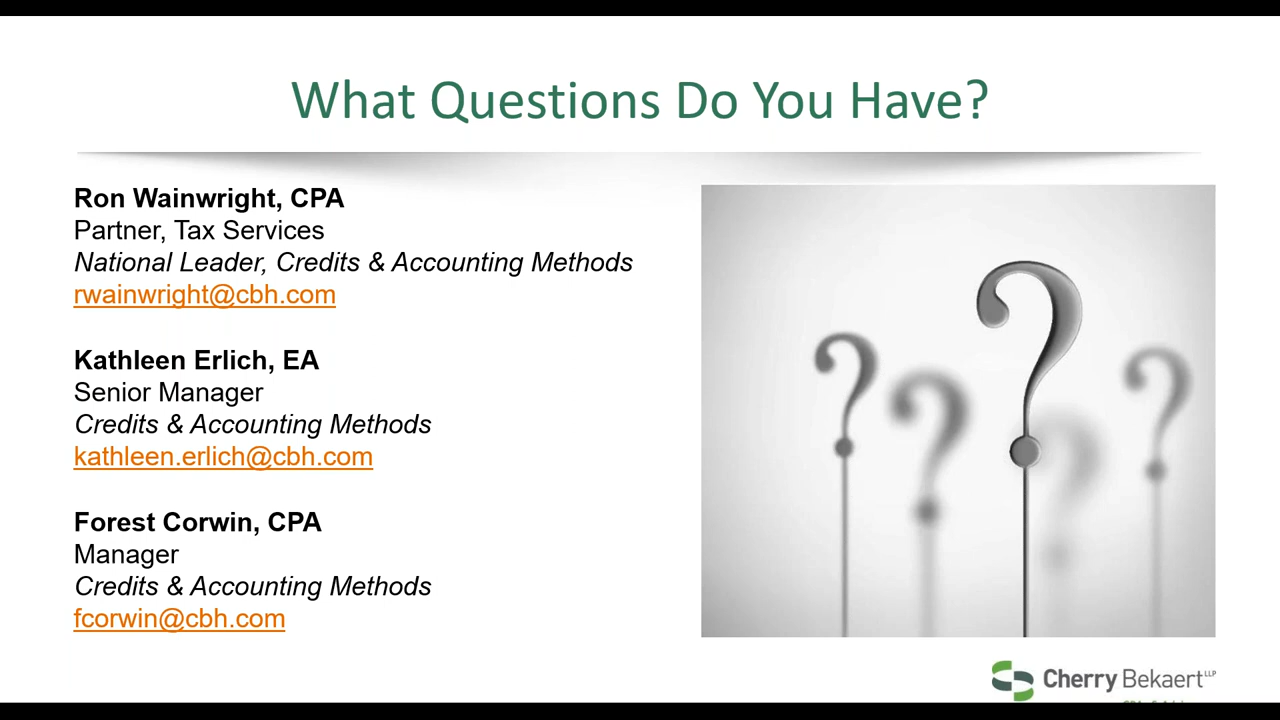 What Questions Do You Have?
Ron Wainwright, CPA
Partner, Tax Services
National Leader, Credits & Accounting Methods
rwainwright@cbh.com
Kathleen Erlich, EA
Senior Manager
Credits & Accounting Methods
kathleen.erlich@cbh.com
Forest Corwin, CPA
Manager
Credits & Accounting Methods
fcorwin@cbh.com
Cherry Bekaert LLP